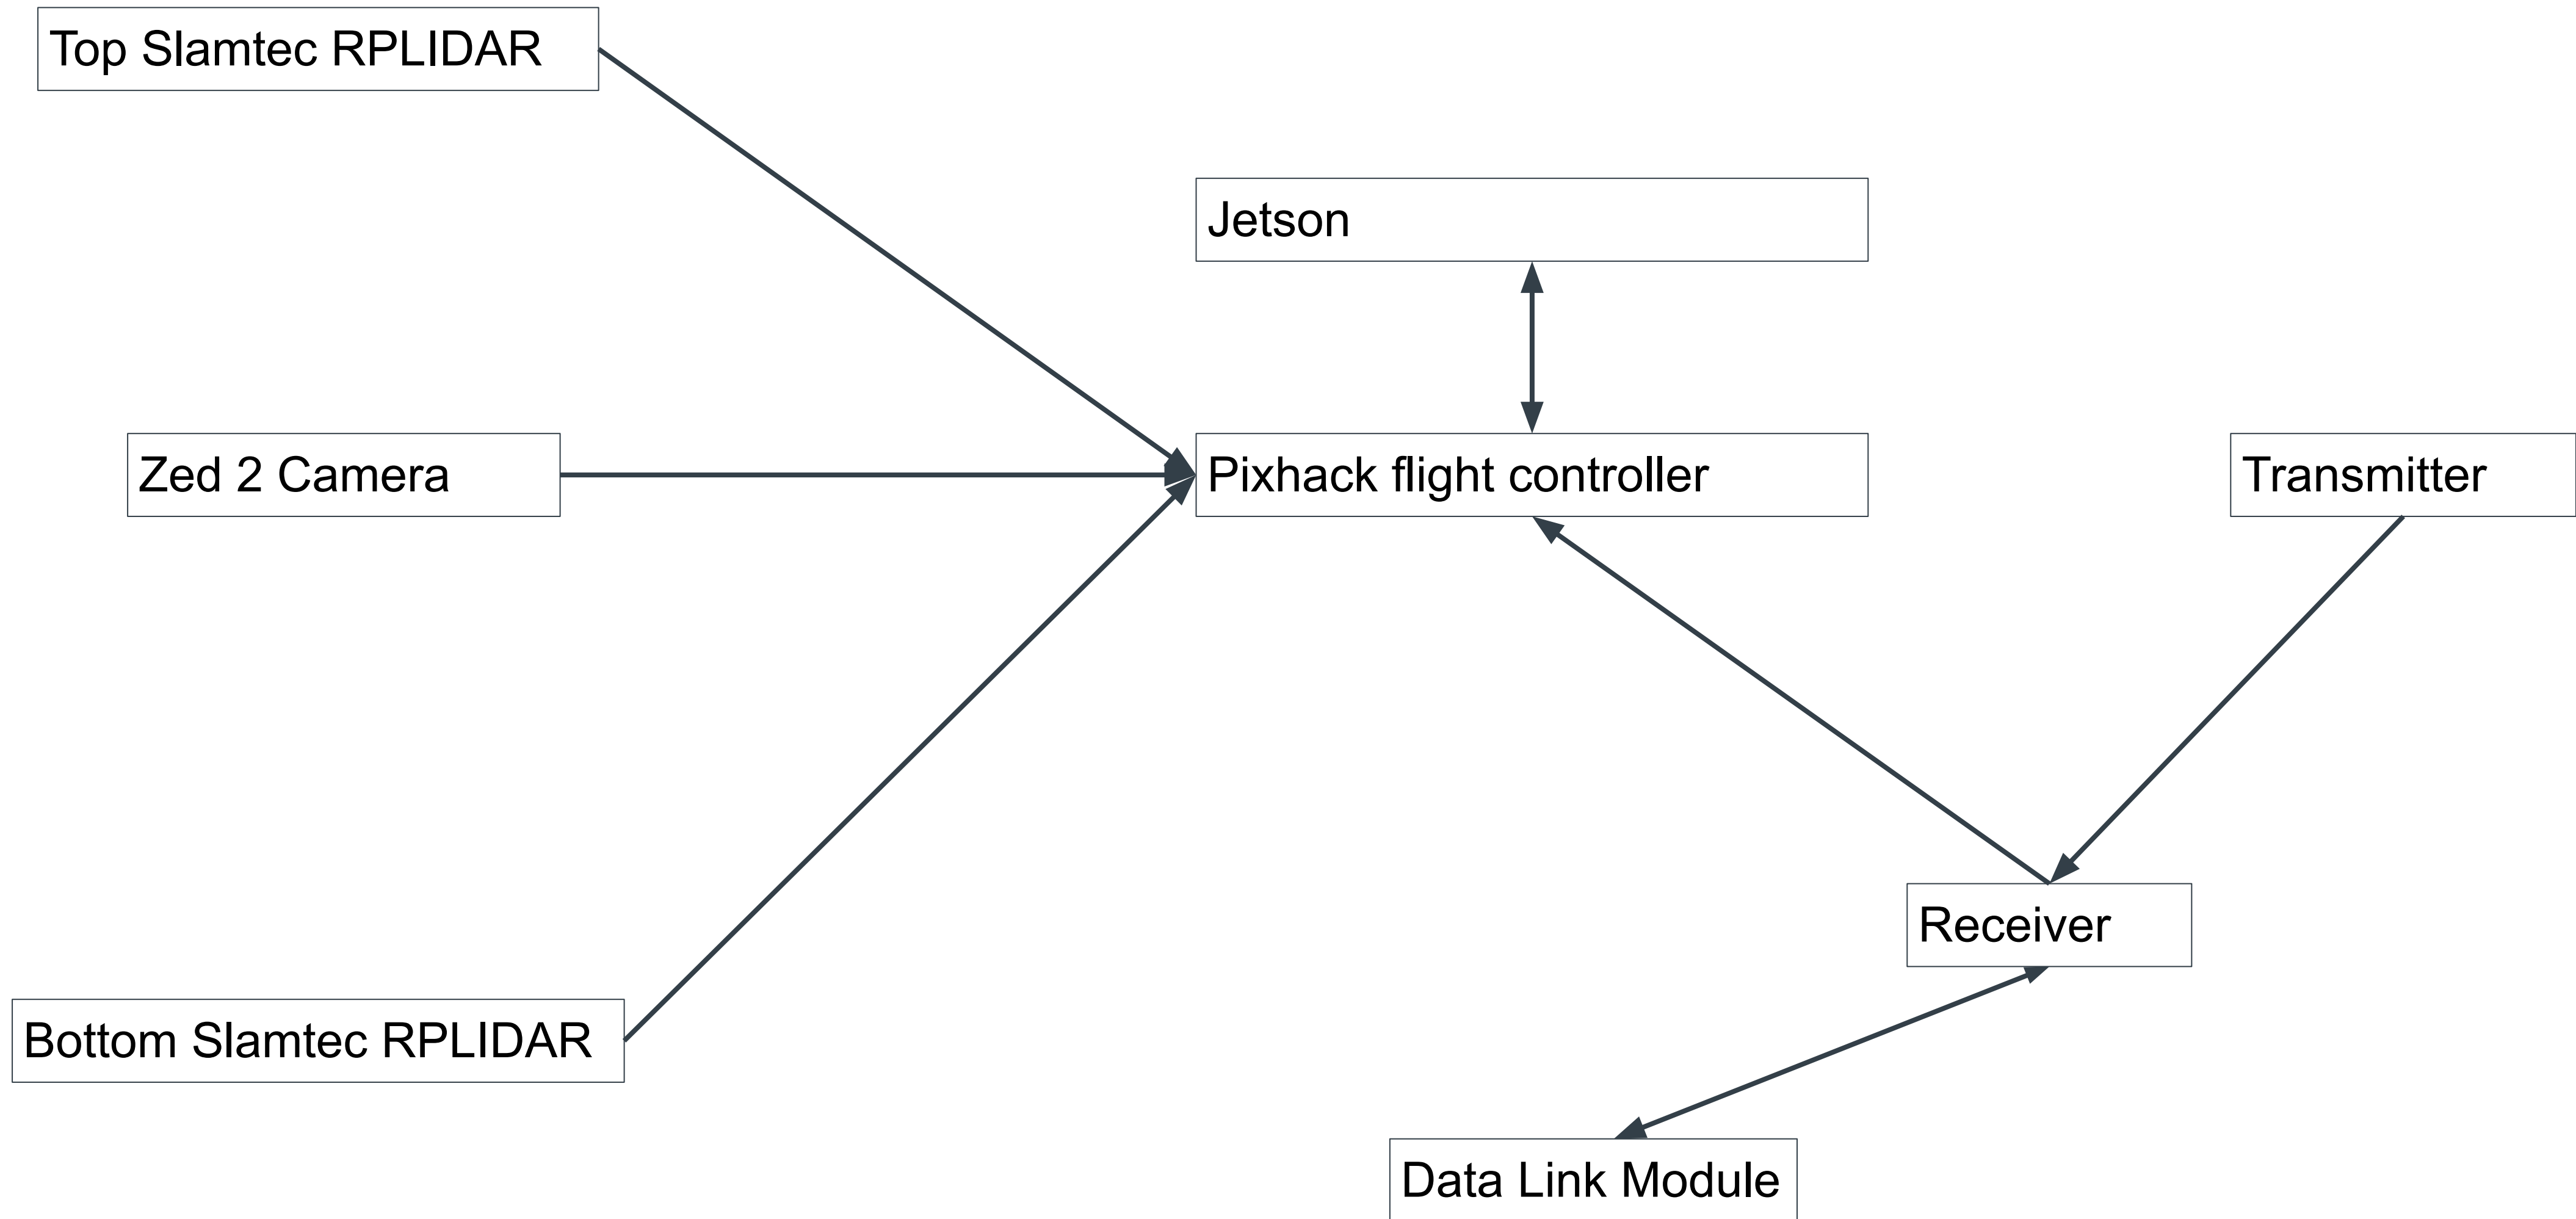 Top Slamtec RPLIDAR
Jetson
Zed 2 Camera
Pixhack flight controller
Transmitter
Receiver
Bottom Slamtec RPLIDAR
Data Link Module